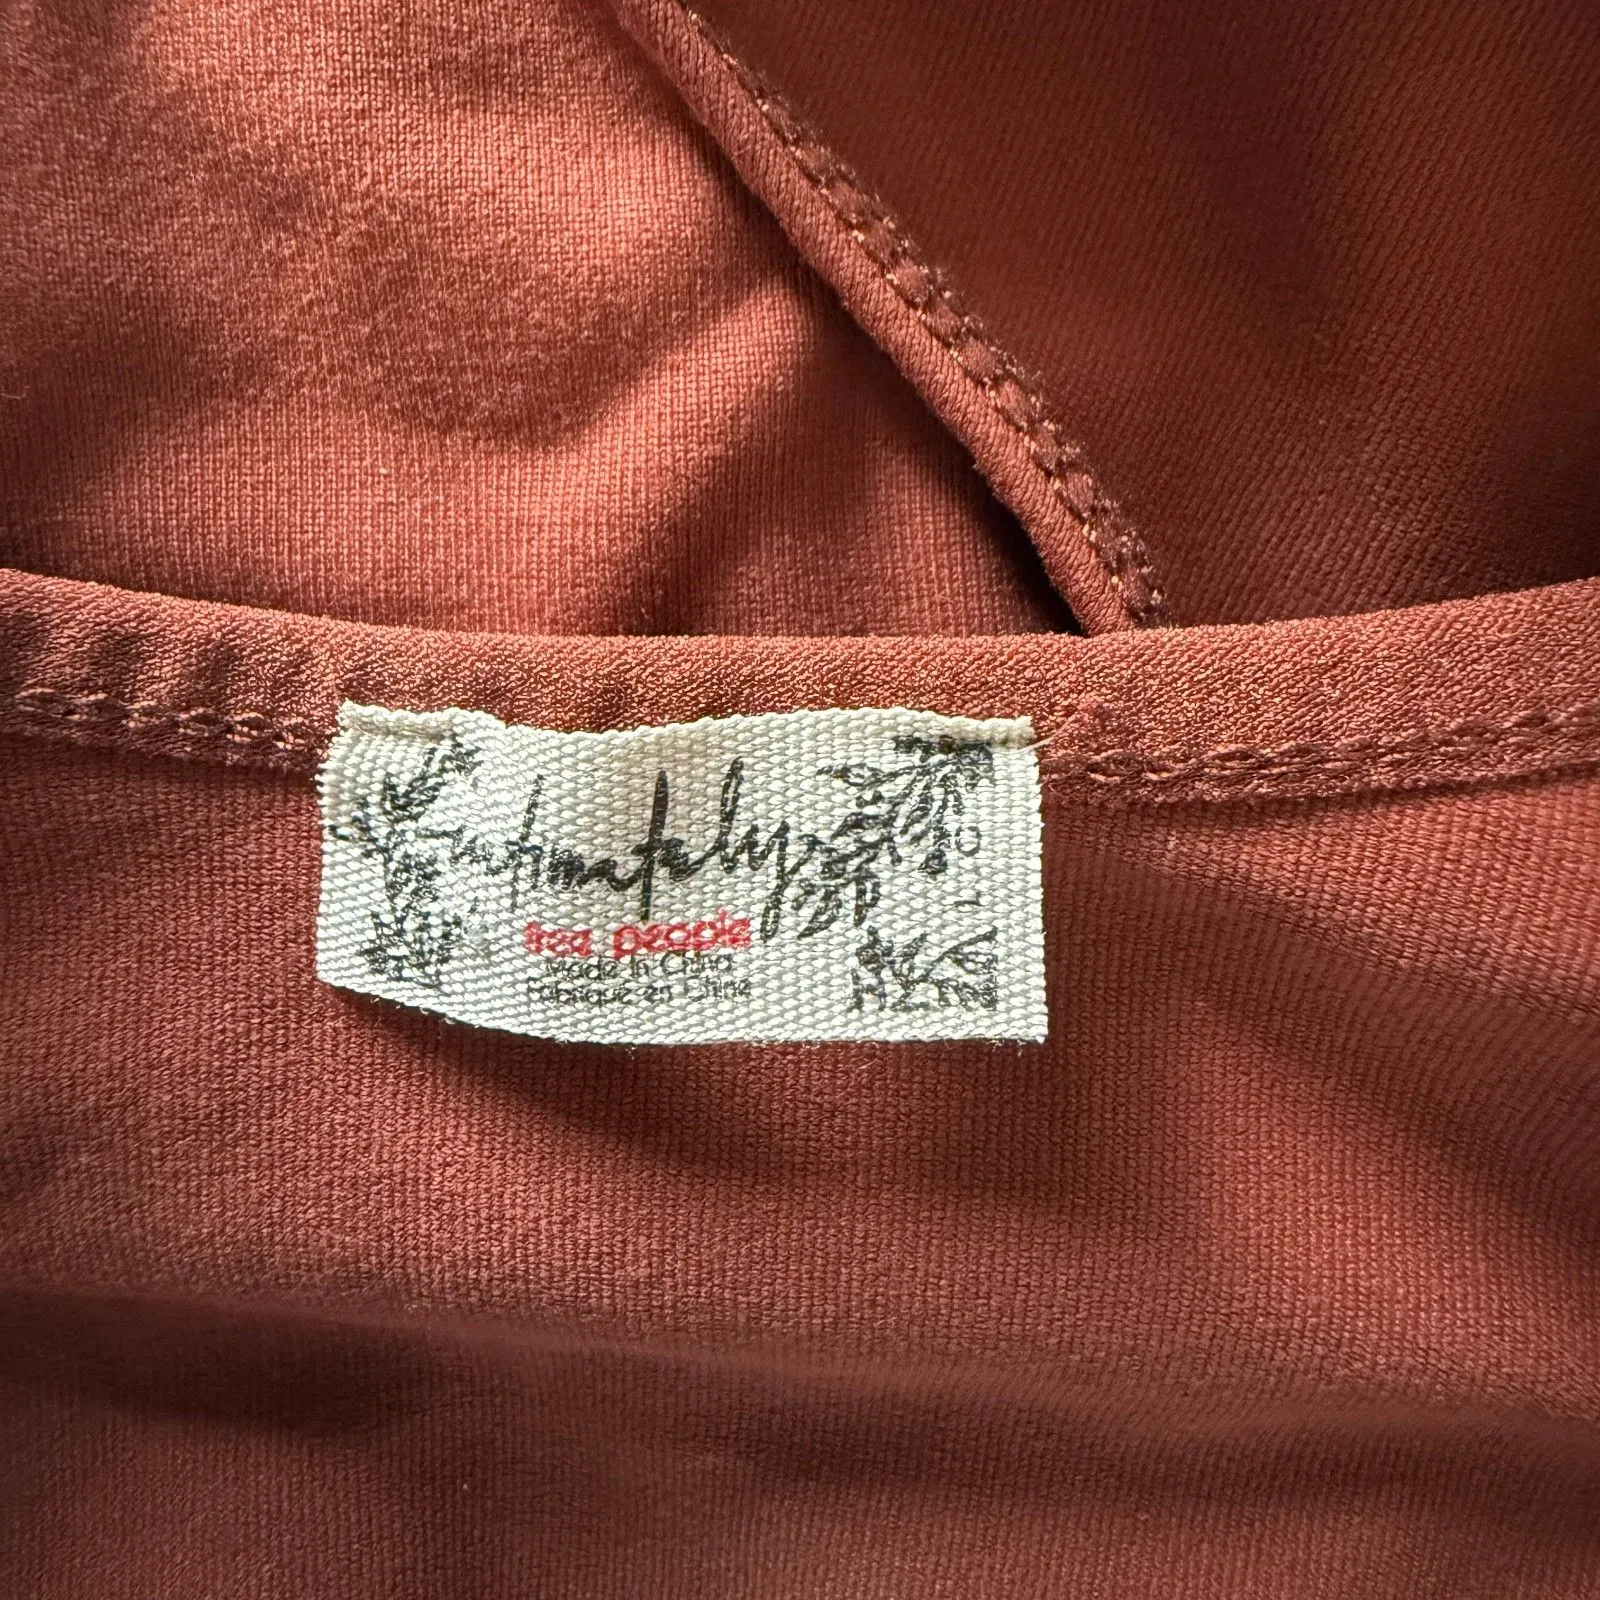 intimately
free people
Made in China
Fabriqué en Chine